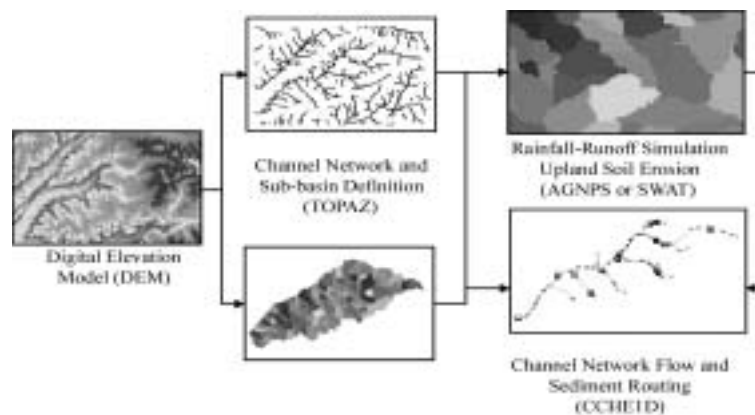 Digital Elevation
Model (DEM)
Channel Network and
Sub-basin Definition
(TOPAZ)
Rainfall-Runoff Simulation
Upland Soil Erosion
(AGNPS or SWAT)
Channel Network Flow and
Sediment Routing
(CCHE1D)